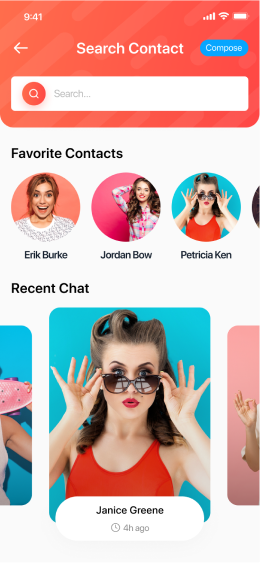 9:41
Search Contact
Compose
Search...
Favorite Contacts
Erik Burke
Jordan Bow
Petricia Ken
Recent Chat
Janice Greene
4h ago